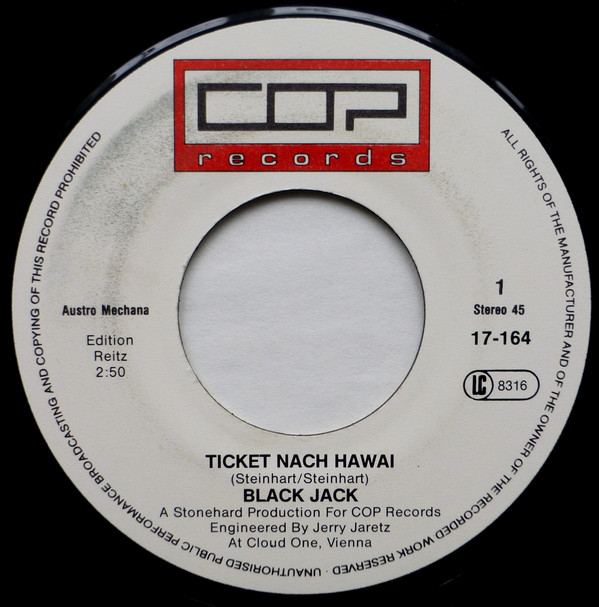 COP
records
ALL RIGHTS OF THE MANUFACTURER AND OF THE OWNER OF THE RECORDED WORK RESERVED · UNAUTHORISED PUBLIC PERFORMANCE BROADCASTING AND COPYING OF THIS RECORD PROHIBITED
Austro Mechana
Edition
Reitz
2:50
1
Stereo 45
17-164
LC 8316
TICKET NACH HAWAI
(Steinhart/Steinhart)
BLACK JACK
A Stonehard Production For COP Records
Engineered By Jerry Jaretz
At Cloud One, Vienna